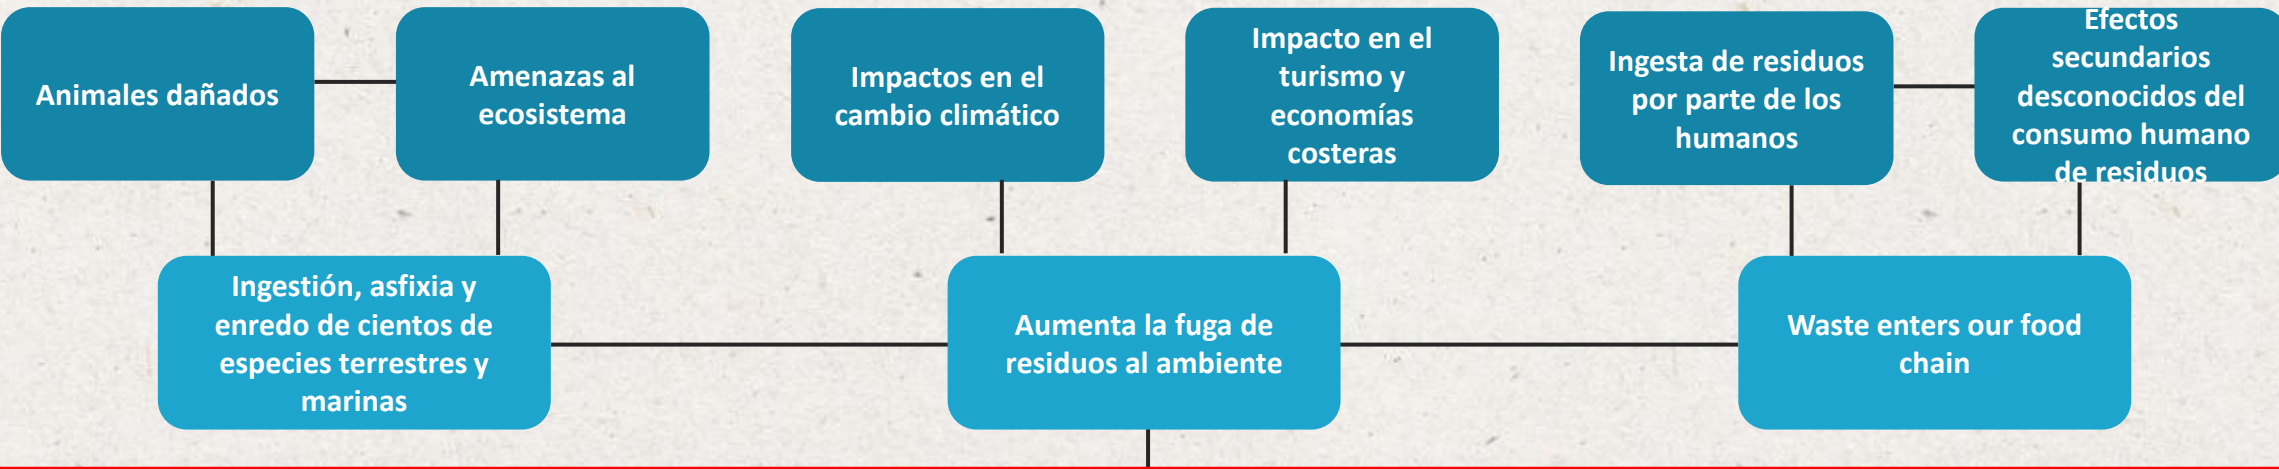 Animales dañados
Amenazas al
ecosistema
Impactos en el
cambio climático
Impacto en el
turismo y
economías
costeras
Ingesta de residuos
por parte de los
humanos
Efectos
secundarios
desconocidos del
consumo humano
de residuos
Ingestión, asfixia y
enredo de cientos de
especies terrestres y
marinas
Aumenta la fuga de
residuos al ambiente
Waste enters our food
chain